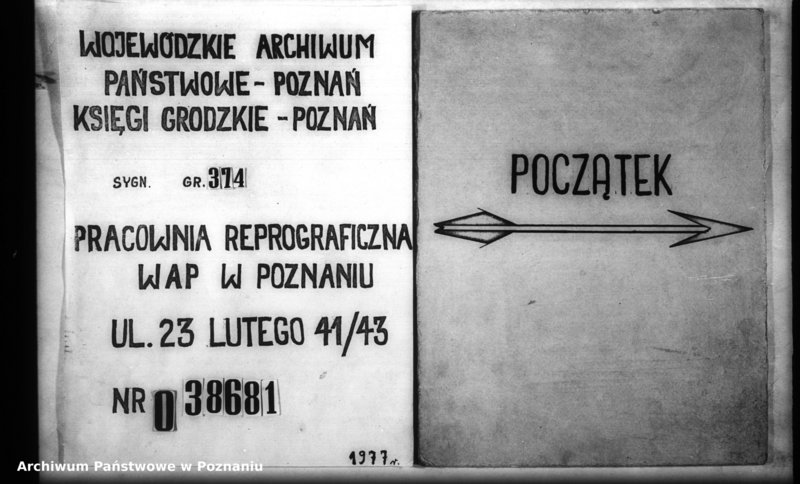 WOJEWÓDZKIE ARCHIWUM
PAŃSTWOWE - POZNAŃ
KSIĘGI GRODZKIE - POZNAŃ
SYGN. GR. 374
PRACOWNIA REPROGRAFICZNA
WAP W POZNANIU
UL. 23 LUTEGO 41/43
NR 0 38681
1977 r.
POCZĄTEK
Archiwum Państwowe w Poznaniu